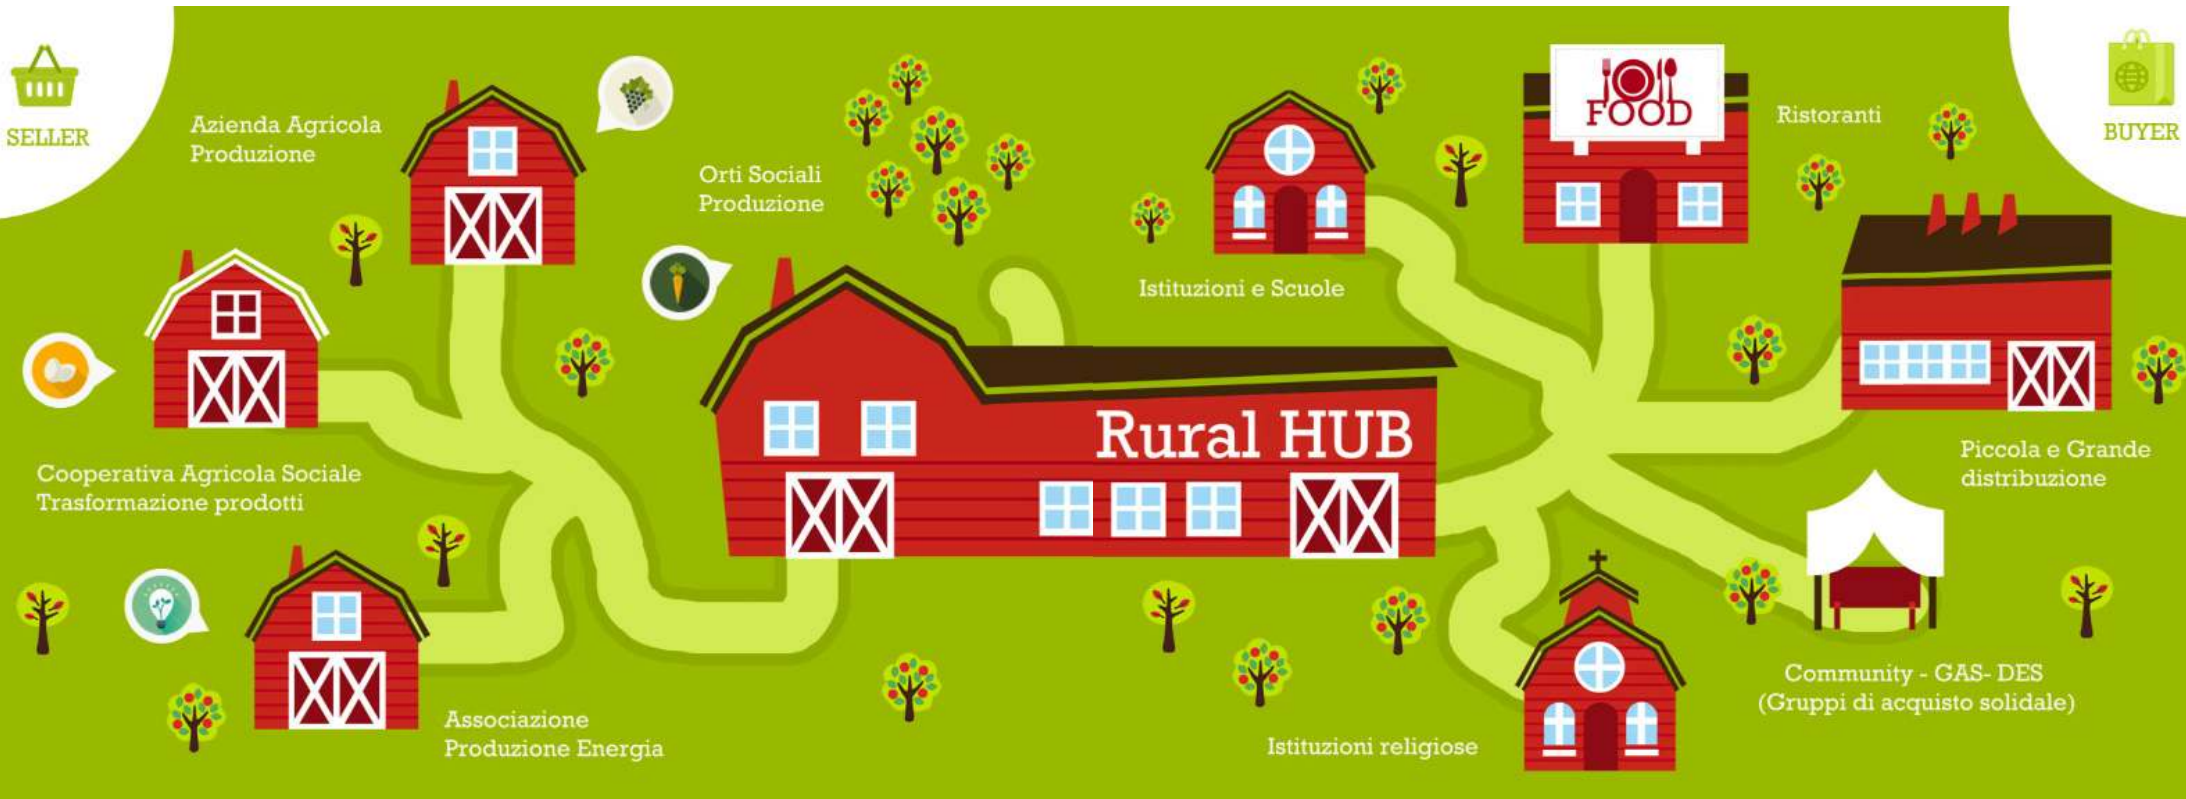 SELLER
Azienda Agricola
Produzione
Orti Sociali
Produzione
Cooperativa Agricola Sociale
Trasformazione prodotti
Associazione
Produzione Energia
Rural HUB
Istituzioni e Scuole
FOOD
Ristoranti
BUYER
Piccola e Grande
distribuzione
Community - GAS- DES
(Gruppi di acquisto solidale)
Istituzioni religiose